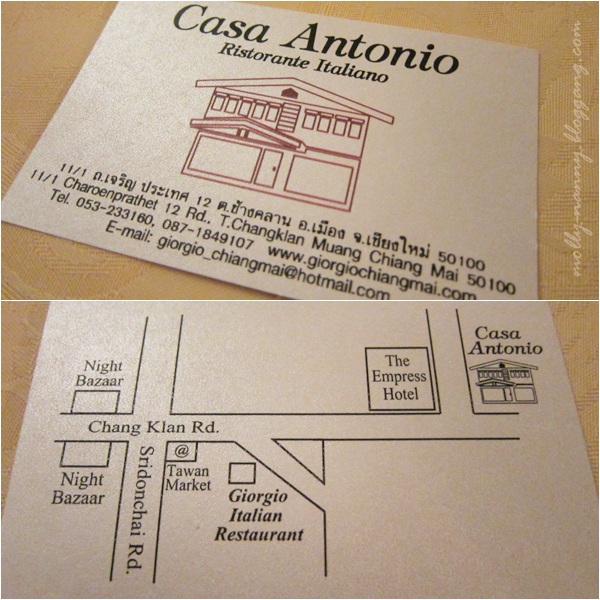 Casa Antonio
Ristorante Italiano
11/1 ถ.เจริญ ประเทศ 12 ต.ช้างคลาน อ.เมือง จ.เชียงใหม่ 50100
11/1 Charoenprathet 12 Rd., T.Changklan Muang Chiang Mai 50100
Tel. 053-233160, 087-1849107 www.giorgiochiangmai.com
E-mail: giorgio_chiangmai@hotmail.com
molly-nanny.bloggang.com
Casa
Antonio
Night
Bazaar
The
Empress
Hotel
Chang Klan Rd.
Sridonchai Rd.
@
Tawan
Market
Night
Bazaar
Giorgio
Italian
Restaurant